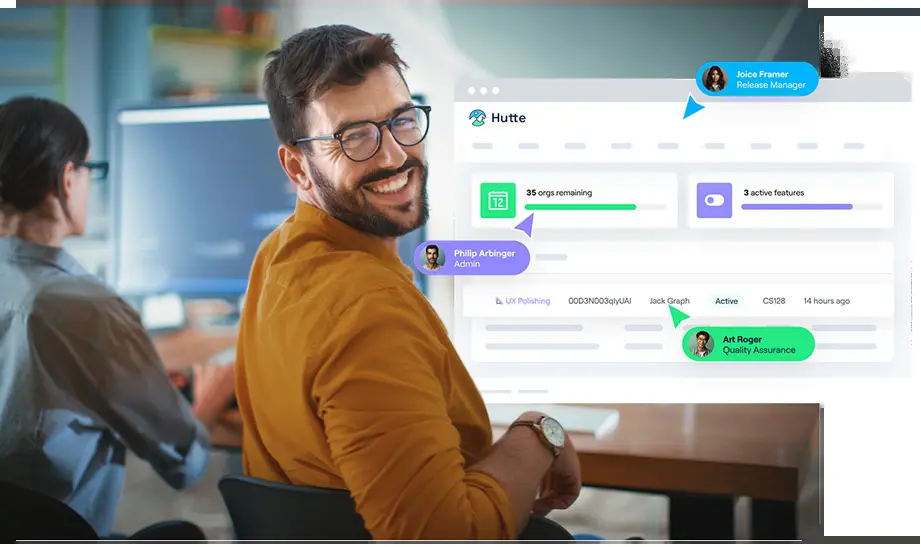 Joice Framer
Release Manager
Hutte
12
35 orgs remaining
3 active features
Philip Arbinger
Admin
UX Polishing 00D3N003qlyUAI Jack Graph Active CS128 14 hours ago
Art Roger
Quality Assurance